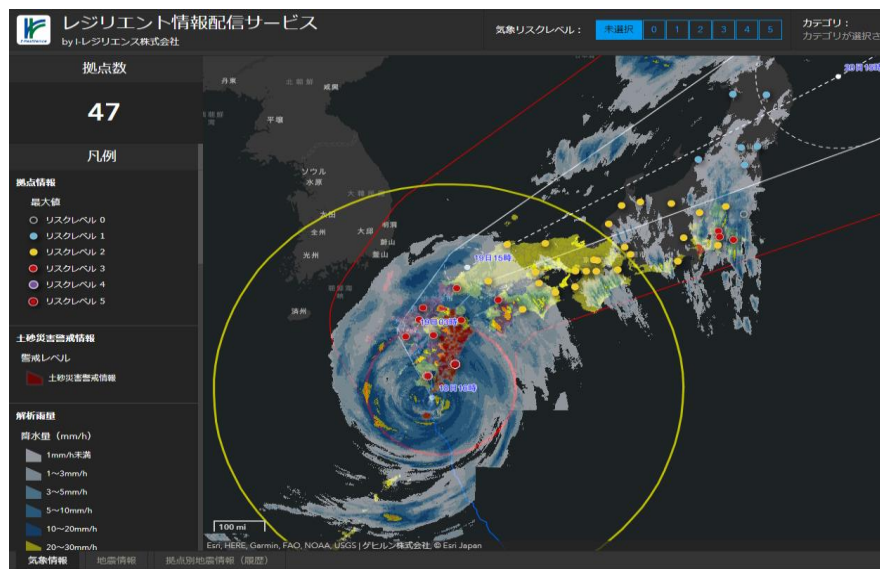 レジリエント情報配信サービス
by I-レジリエンス株式会社
気象リスクレベル：
未選択 0 1 2 3 4 5
カテゴリ：
カテゴリが選択さ
拠点数
47
凡例
拠点情報
最大値
リスクレベル 0
リスクレベル 1
リスクレベル 2
リスクレベル 3
リスクレベル 4
リスクレベル 5
土砂災害警戒情報
警戒レベル
土砂災害警戒情報
解析雨量
降水量（mm/h）
1mm/h未満
1～3mm/h
3～5mm/h
5～10mm/h
10～20mm/h
20～30mm/h
丹東
咸興
平壌
ソウル
水原
全州
光州
大邱
釜山
済州
20日15時
19日15時
19日03時
100 mi
Esri, HERE, Garmin, FAO, NOAA, USGS | ゲヒルン株式会社, © Esri Japan
気象情報 地震情報 拠点別地震情報（履歴）